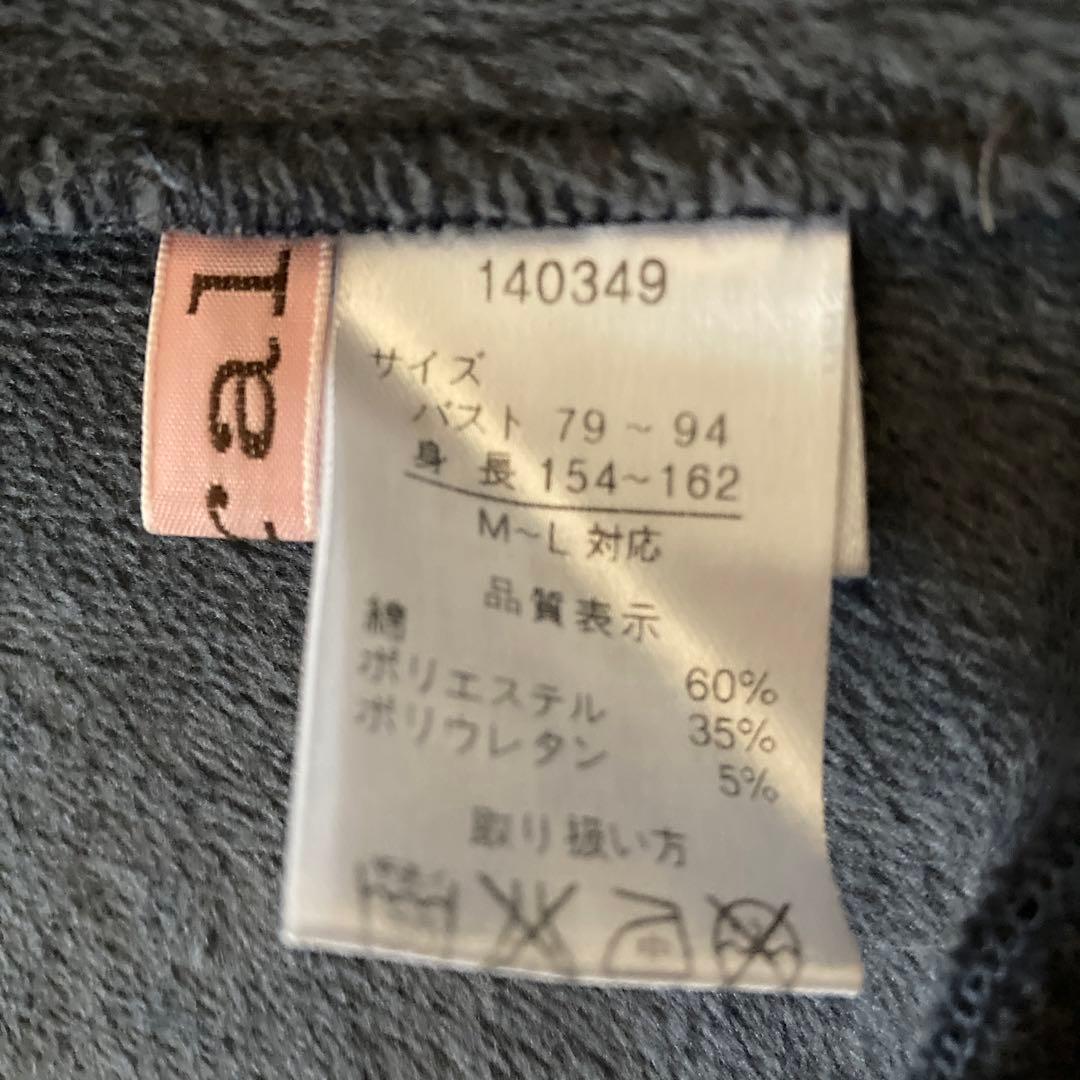 cal
140349
サイズ
バスト 79～94
身 長 154～162
M～L 対応
品質表示
綿 60%
ポリエステル 35%
ポリウレタン 5%
取り扱い方
中